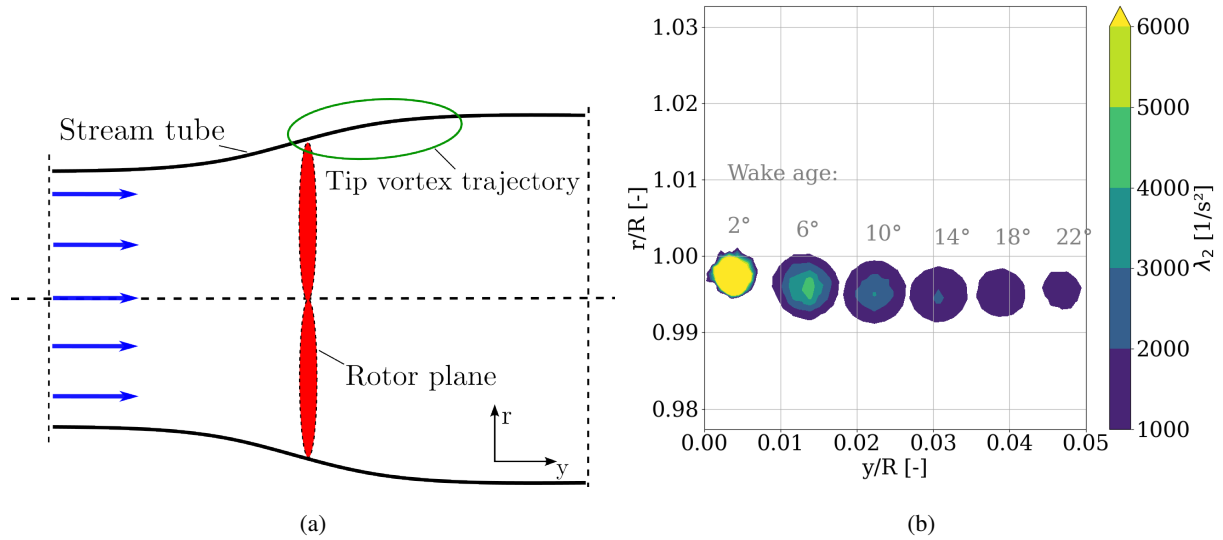 Stream tube
Tip vortex trajectory
Rotor plane
r
y
(a)
r/R [-]
1.03
1.02
1.01
1.00
0.99
0.98
Wake age:
2° 6° 10° 14° 18° 22°
0.00 0.01 0.02 0.03 0.04 0.05
y/R [-]
6000
5000
4000
3000
2000
1000
λ₂ [1/s²]
(b)